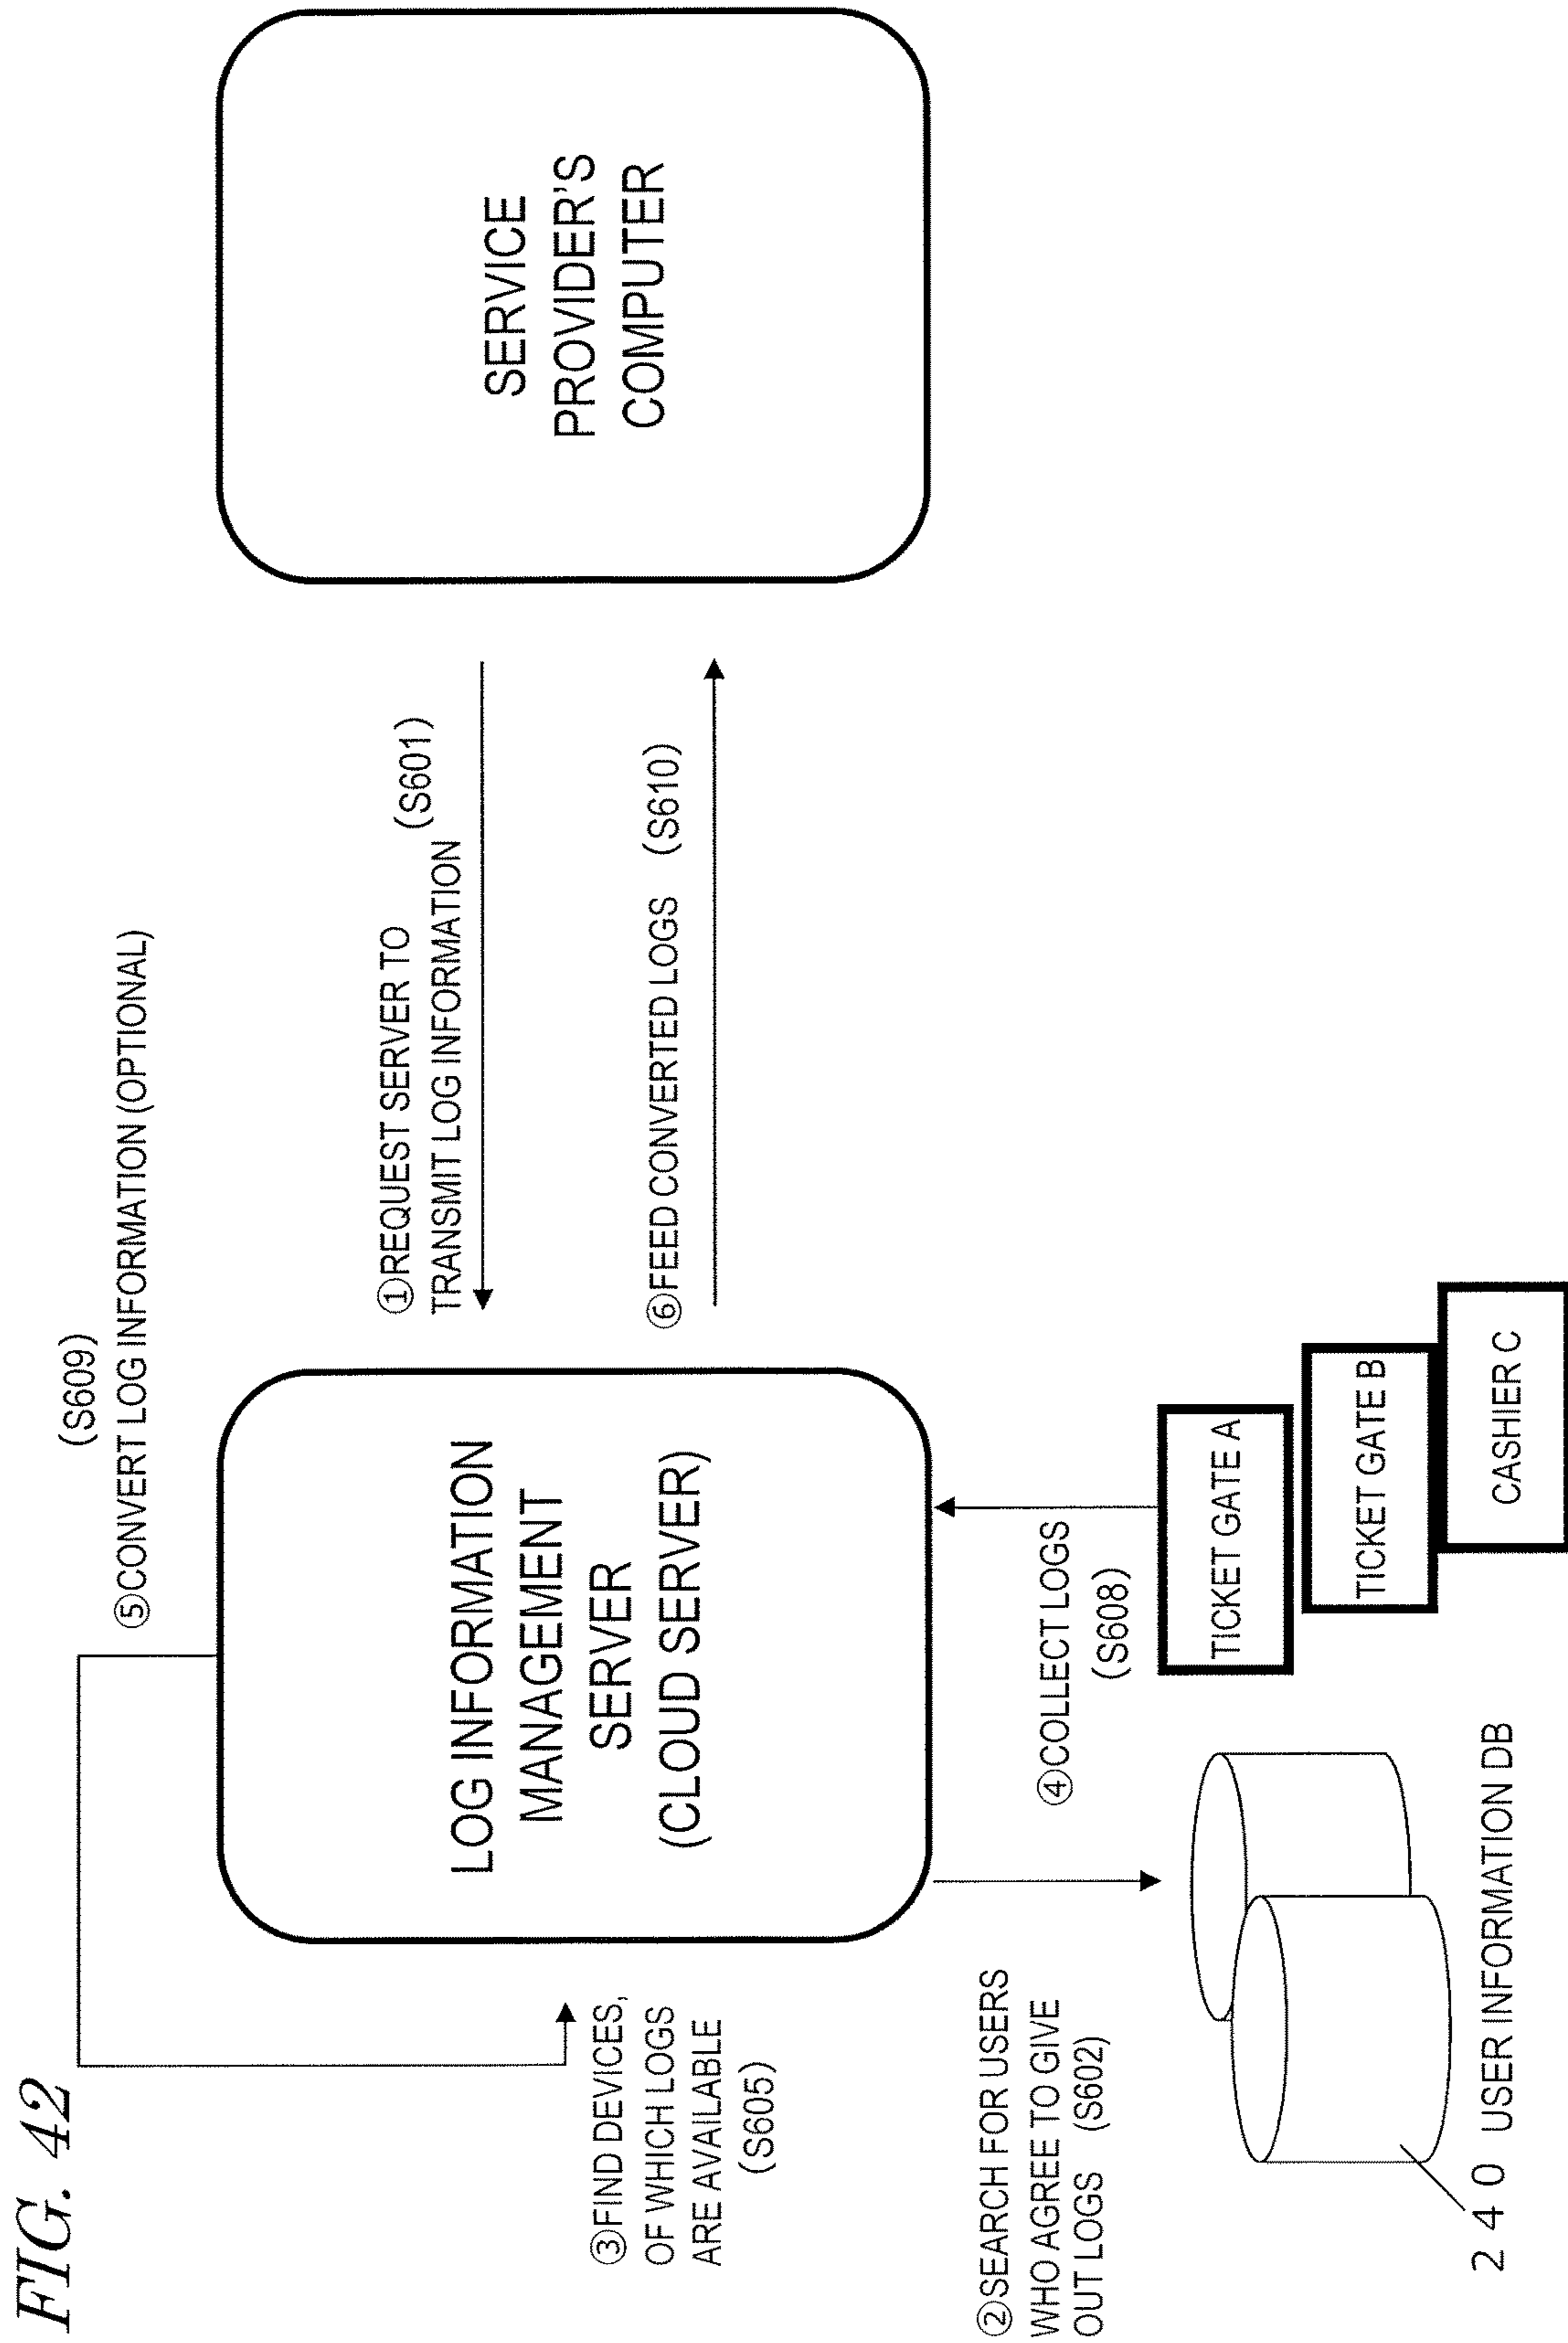 FIG. 42
(S609)
⑤CONVERT LOG INFORMATION (OPTIONAL)
③FIND DEVICES,
OF WHICH LOGS
ARE AVAILABLE
(S605)
LOG INFORMATION
MANAGEMENT
SERVER
(CLOUD SERVER)
①REQUEST SERVER TO
(S601)
TRANSMIT LOG INFORMATION
⑥FEED CONVERTED LOGS (S610)
SERVICE
PROVIDER'S
COMPUTER
②SEARCH FOR USERS
WHO AGREE TO GIVE
OUT LOGS (S602)
④COLLECT LOGS
(S608)
TICKET GATE A
TICKET GATE B
CASHIER C
240 USER INFORMATION DB